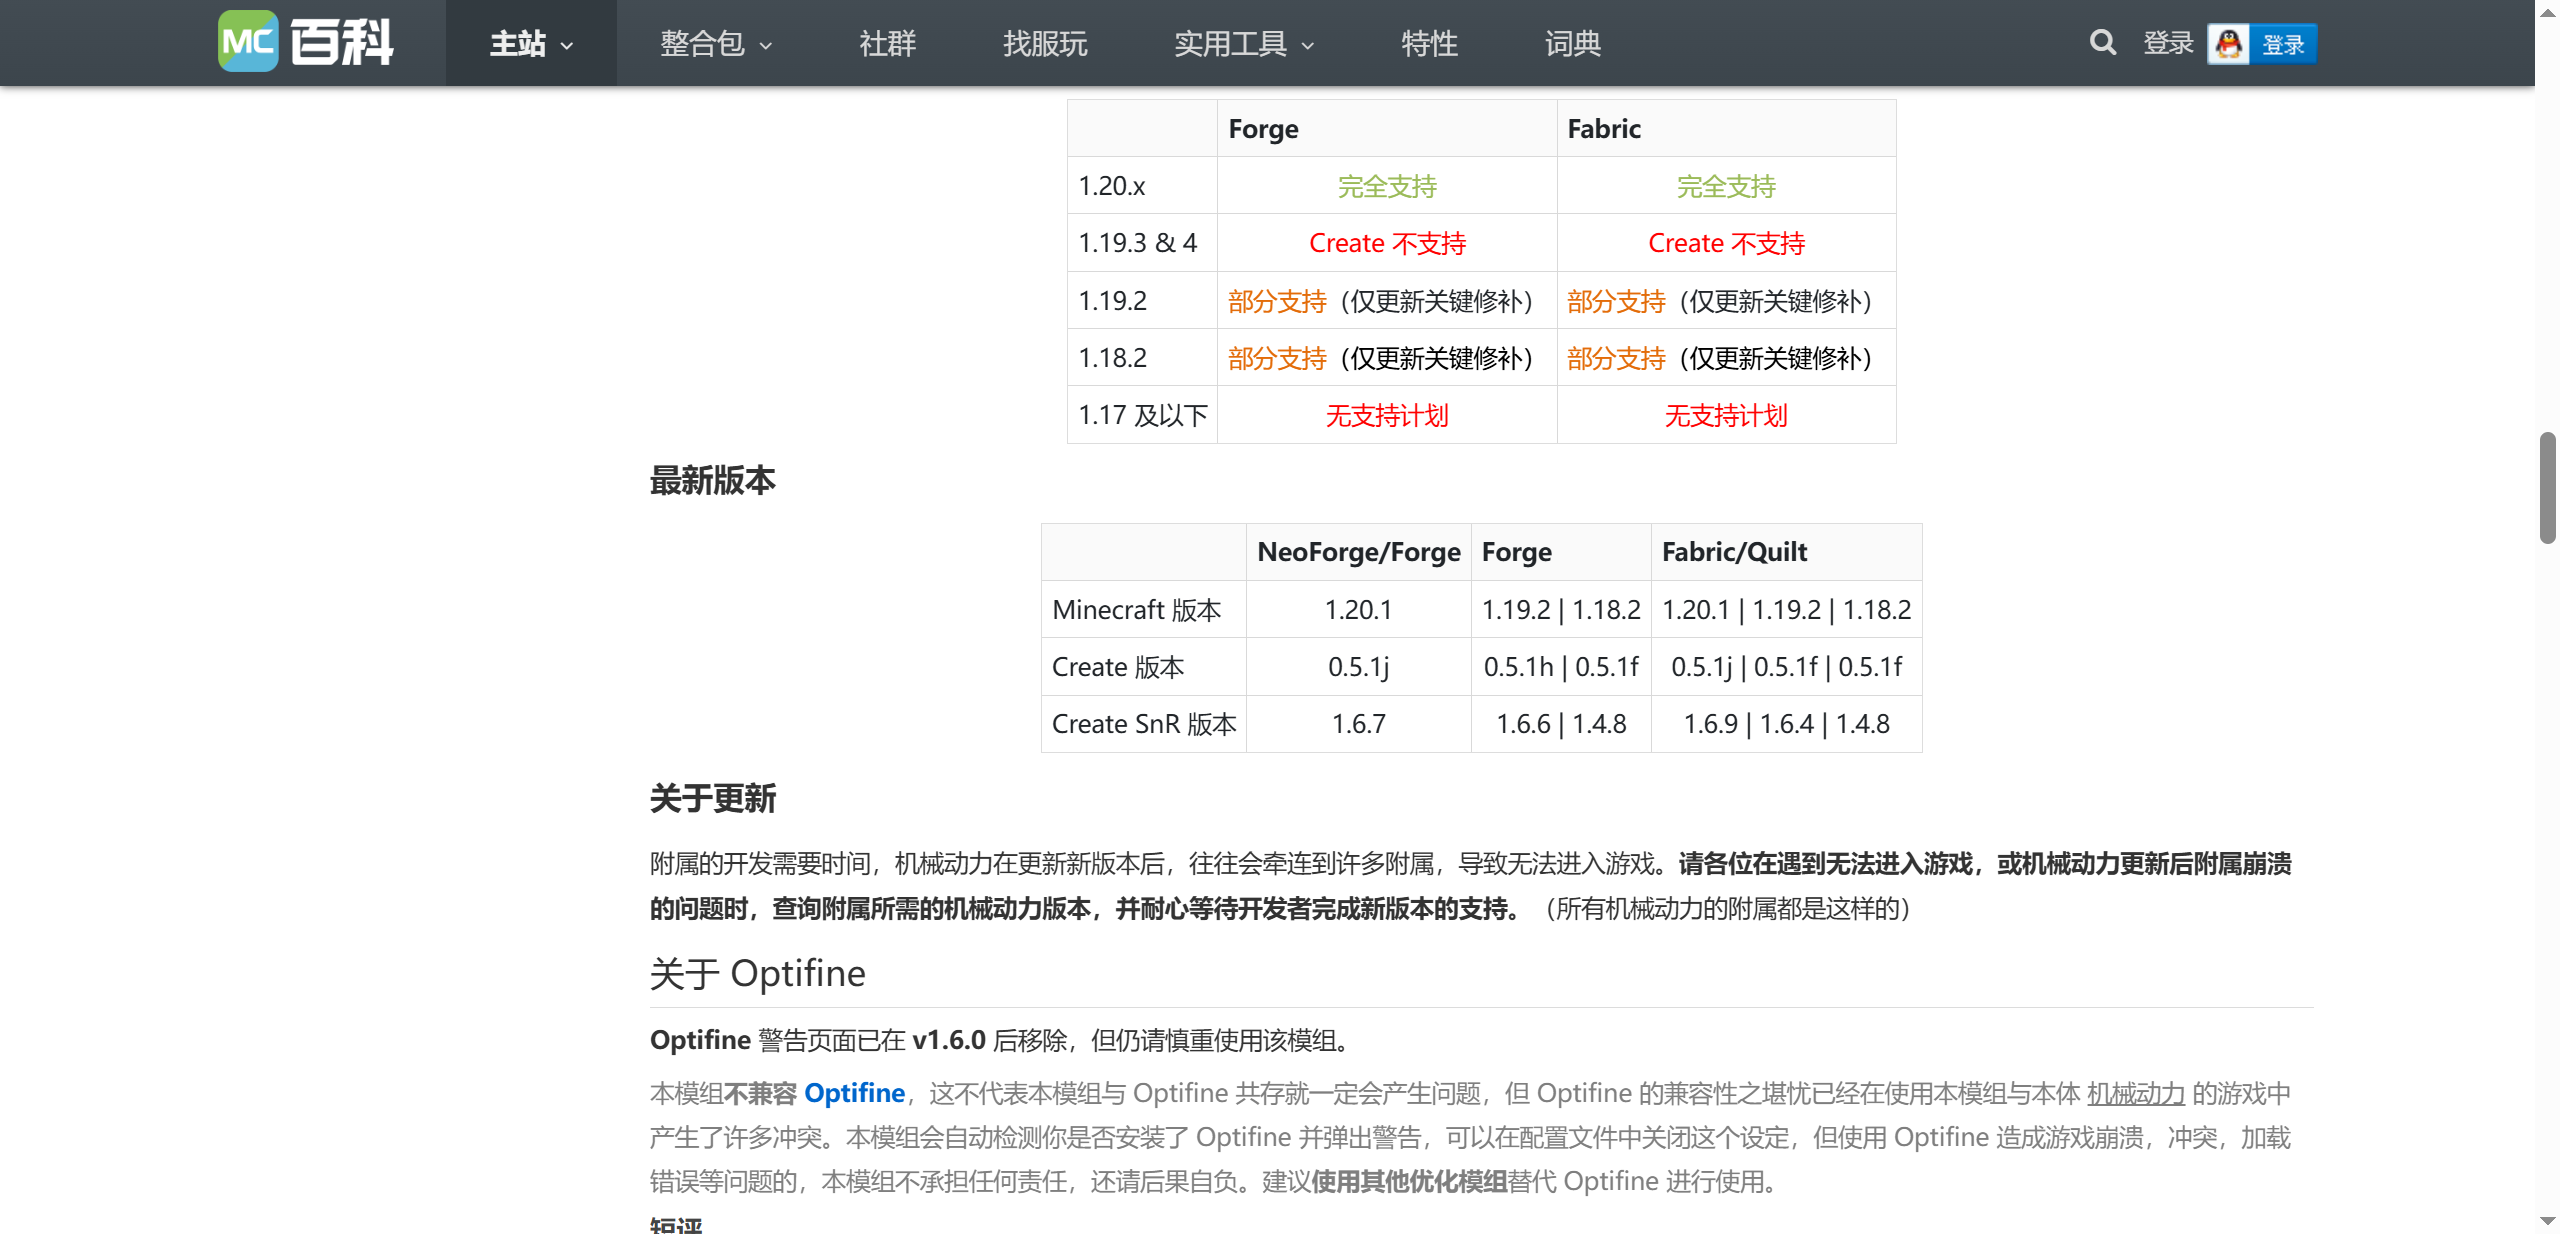 MC 百科 主站 整合包 社群 找服玩 实用工具 特性 词典 登录 登录
Forge Fabric
1.20.x 完全支持 完全支持
1.19.3 & 4 Create 不支持 Create 不支持
1.19.2 部分支持（仅更新关键修补） 部分支持（仅更新关键修补）
1.18.2 部分支持（仅更新关键修补） 部分支持（仅更新关键修补）
1.17 及以下 无支持计划 无支持计划
最新版本
NeoForge/Forge Forge Fabric/Quilt
Minecraft 版本 1.20.1 1.19.2 | 1.18.2 1.20.1 | 1.19.2 | 1.18.2
Create 版本 0.5.1j 0.5.1h | 0.5.1f 0.5.1j | 0.5.1f | 0.5.1f
Create SnR 版本 1.6.7 1.6.6 | 1.4.8 1.6.9 | 1.6.4 | 1.4.8
关于更新
附属的开发需要时间，机械动力在更新新版本后，往往会牵连到许多附属，导致无法进入游戏。请各位在遇到无法进入游戏，或机械动力更新后附属崩溃
的问题时，查询附属所需的机械动力版本，并耐心等待开发者完成新版本的支持。（所有机械动力的附属都是这样的）
关于 Optifine
Optifine 警告页面已在 v1.6.0 后移除，但仍请慎重使用该模组。
本模组不兼容 Optifine，这不代表本模组与 Optifine 共存就一定会产生问题，但 Optifine 的兼容性之堪忧已经在使用本模组与本体 机械动力 的游戏中
产生了许多冲突。本模组会自动检测你是否安装了 Optifine 并弹出警告，可以在配置文件中关闭这个设定，但使用 Optifine 造成游戏崩溃，冲突，加载
错误等问题的，本模组不承担任何责任，还请后果自负。建议使用其他优化模组替代 Optifine 进行使用。
短评